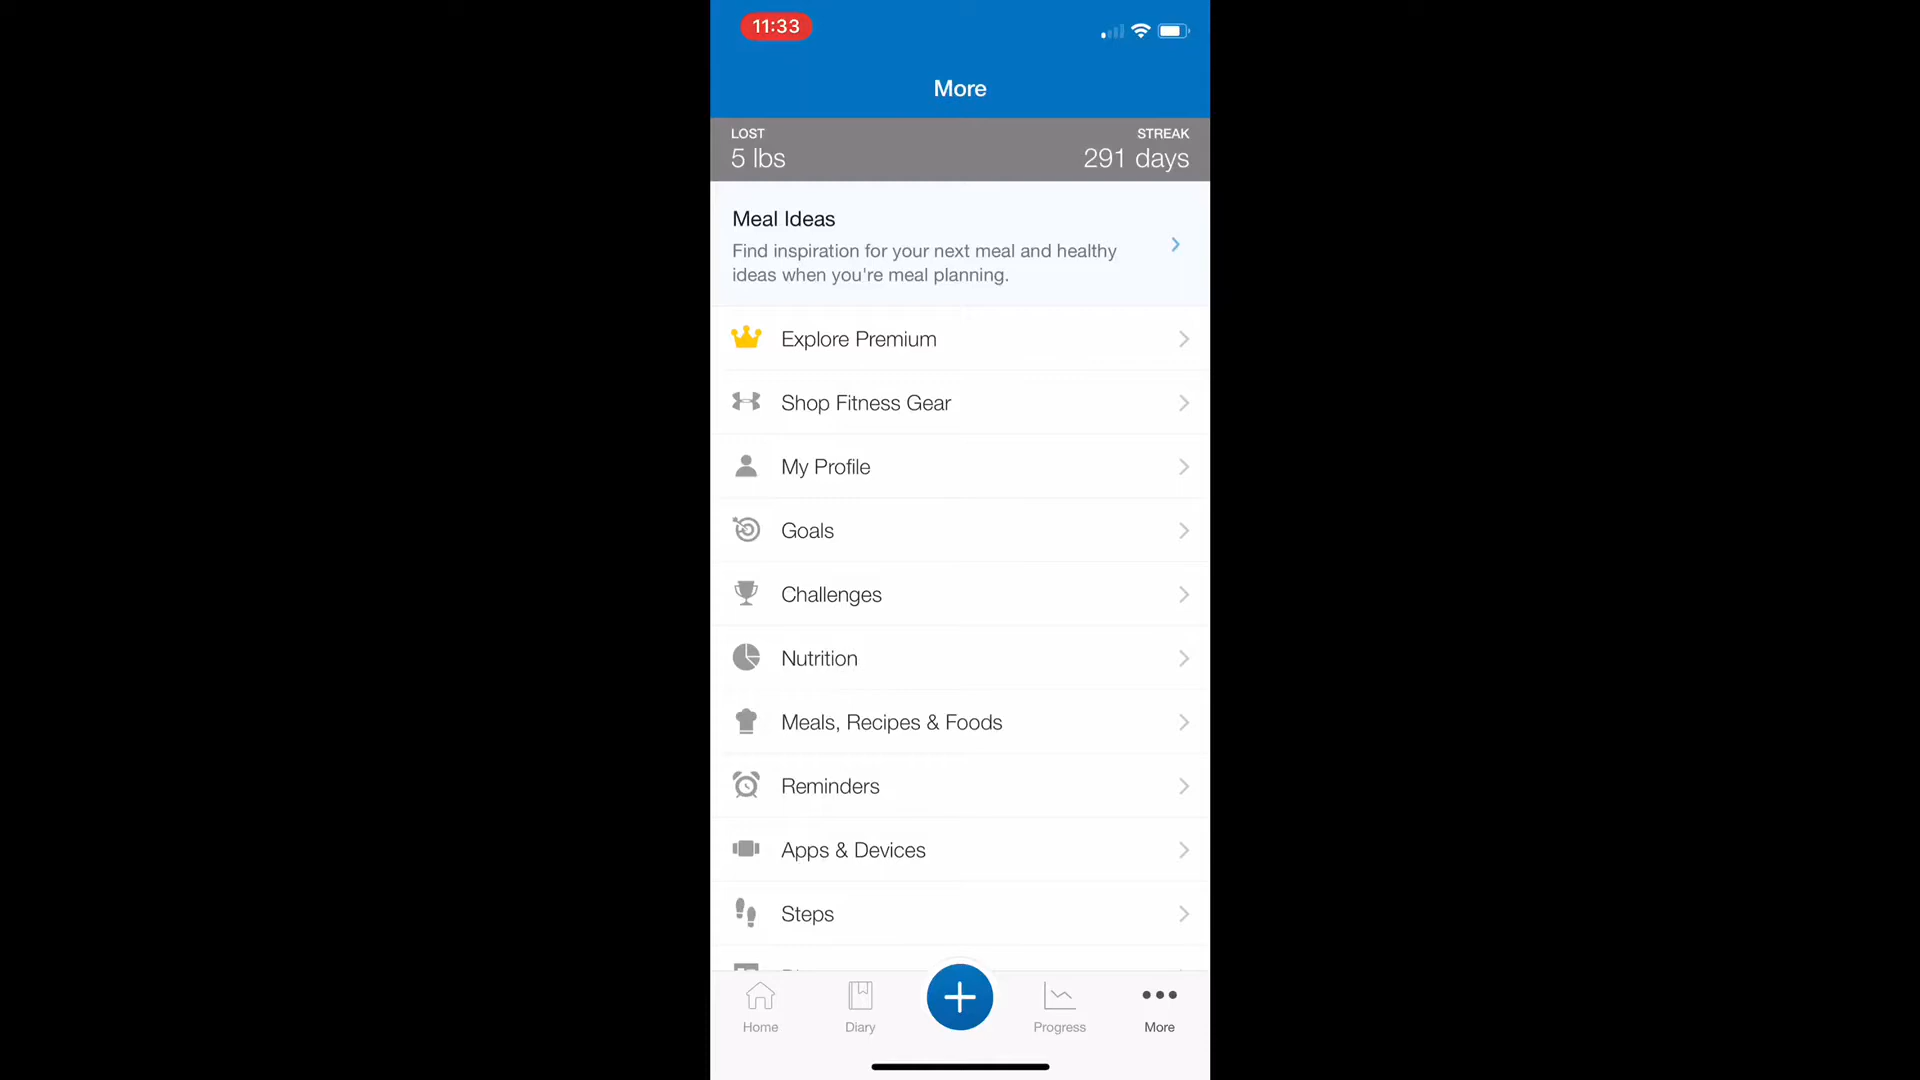 11:33
More
LOST
STREAK
5 lbs
291 days
Meal Ideas
Find inspiration for your next meal and healthy
ideas when you're meal planning.
Explore Premium
Shop Fitness Gear
My Profile
Goals
Challenges
Nutrition
Meals, Recipes & Foods
Reminders
Apps & Devices
Steps
Home
Diary
Progress
More